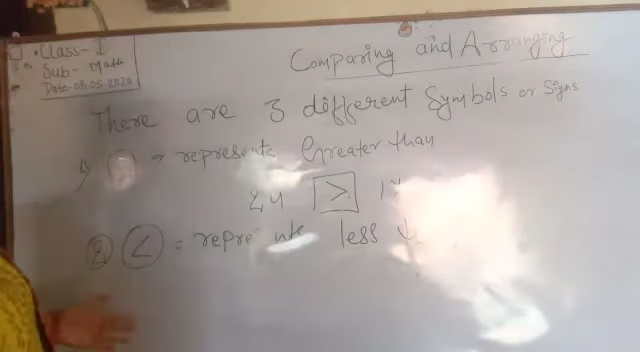 Class- I
Sub- Math
Date- 08.05.2020
Comparing and Arranging
There are 3 different Symbols or Signs
1) = represents Greater than
24 > 1
② < = represents less